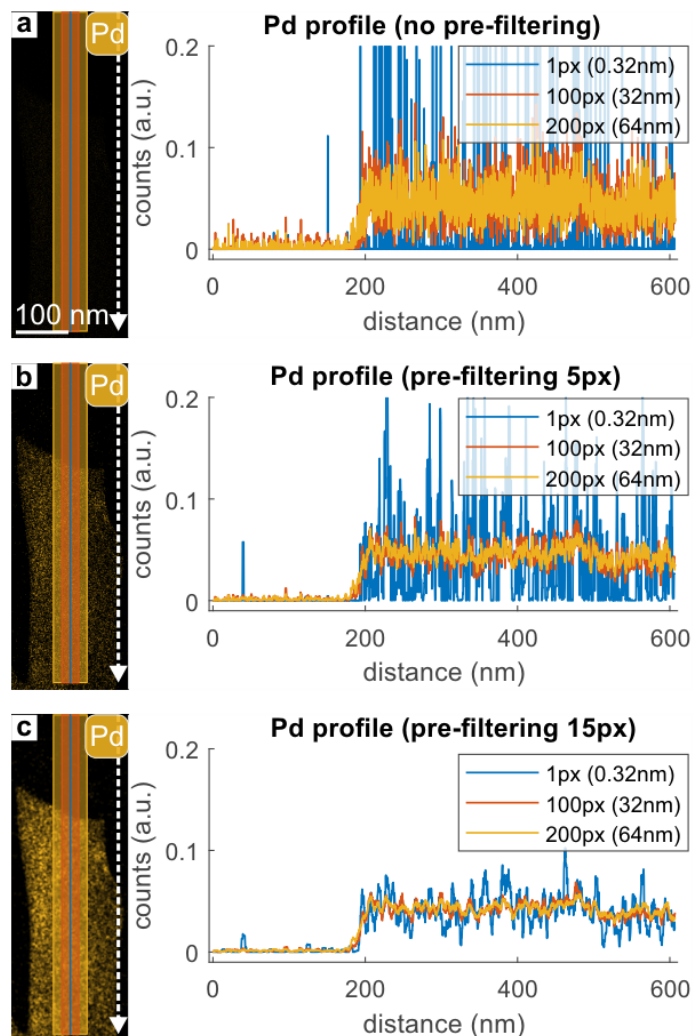 a
Pd
100 nm
Pd profile (no pre-filtering)
counts (a.u.)
0.2
0.1
0
1px (0.32nm)
100px (32nm)
200px (64nm)
0 200 400 600
distance (nm)
b
Pd
Pd profile (pre-filtering 5px)
counts (a.u.)
0.2
0.1
0
1px (0.32nm)
100px (32nm)
200px (64nm)
0 200 400 600
distance (nm)
c
Pd
Pd profile (pre-filtering 15px)
counts (a.u.)
0.2
0.1
0
1px (0.32nm)
100px (32nm)
200px (64nm)
0 200 400 600
distance (nm)